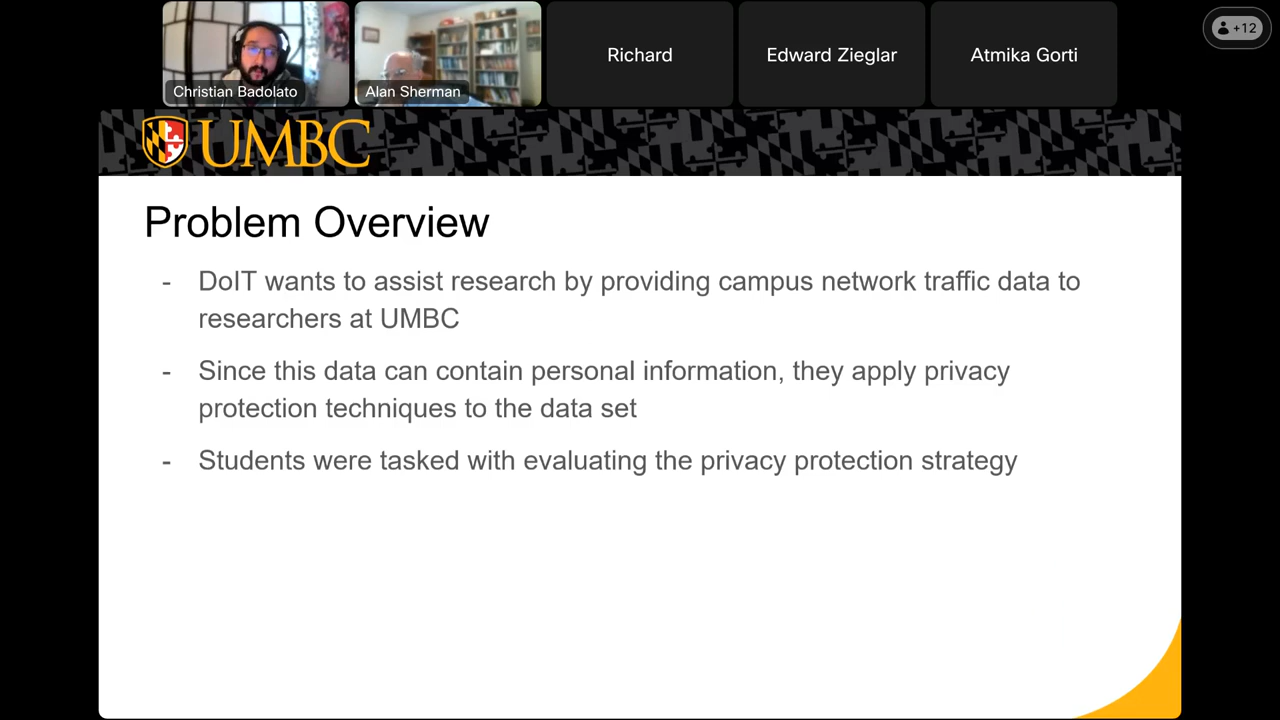 Christian Badolato
Alan Sherman
Richard
Edward Zieglar
Atmika Gorti
+12
UMBC
Problem Overview
- DoIT wants to assist research by providing campus network traffic data to
researchers at UMBC
- Since this data can contain personal information, they apply privacy
protection techniques to the data set
- Students were tasked with evaluating the privacy protection strategy